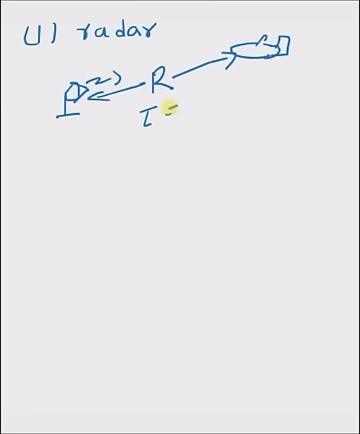 U) radar
R
T =